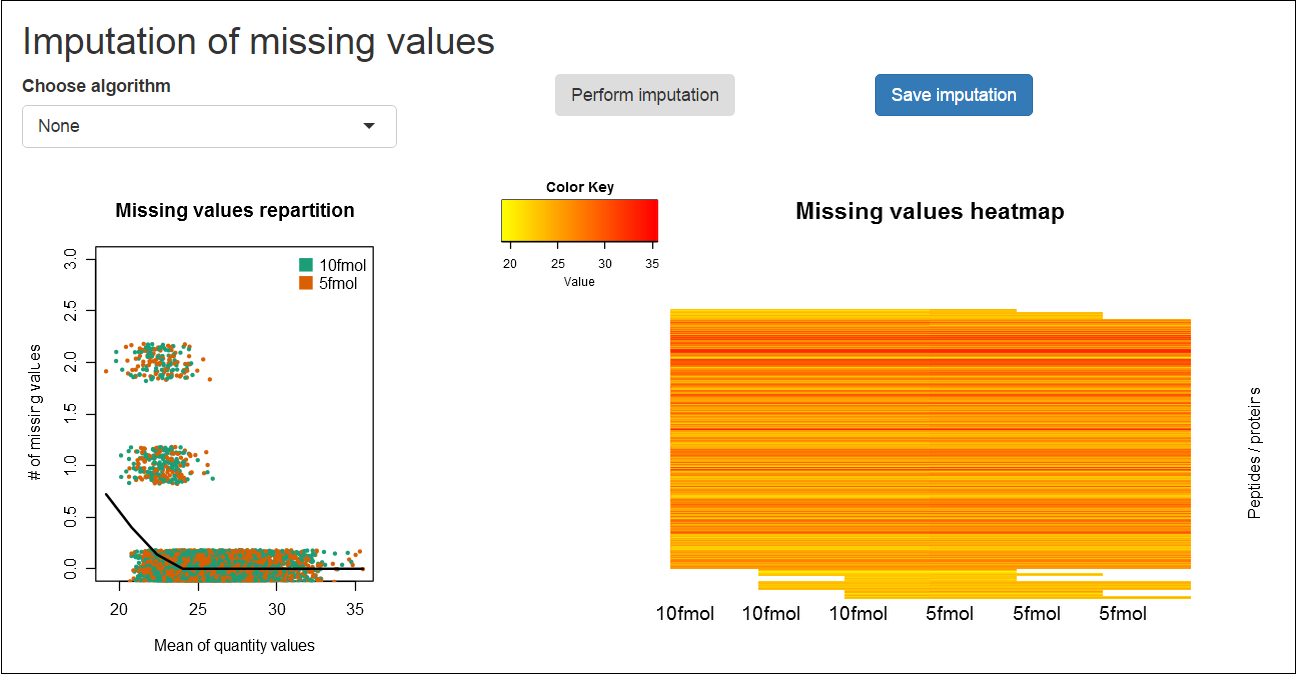 Imputation of missing values
Choose algorithm
None
Perform imputation
Save imputation
Missing values repartition
10fmol
5fmol
3.0
2.5
2.0
1.5
1.0
0.5
0.0
# of missing values
20 25 30 35
Mean of quantity values
Color Key
20 25 30 35
Value
Missing values heatmap
Peptides / proteins
10fmol 10fmol 10fmol 5fmol 5fmol 5fmol